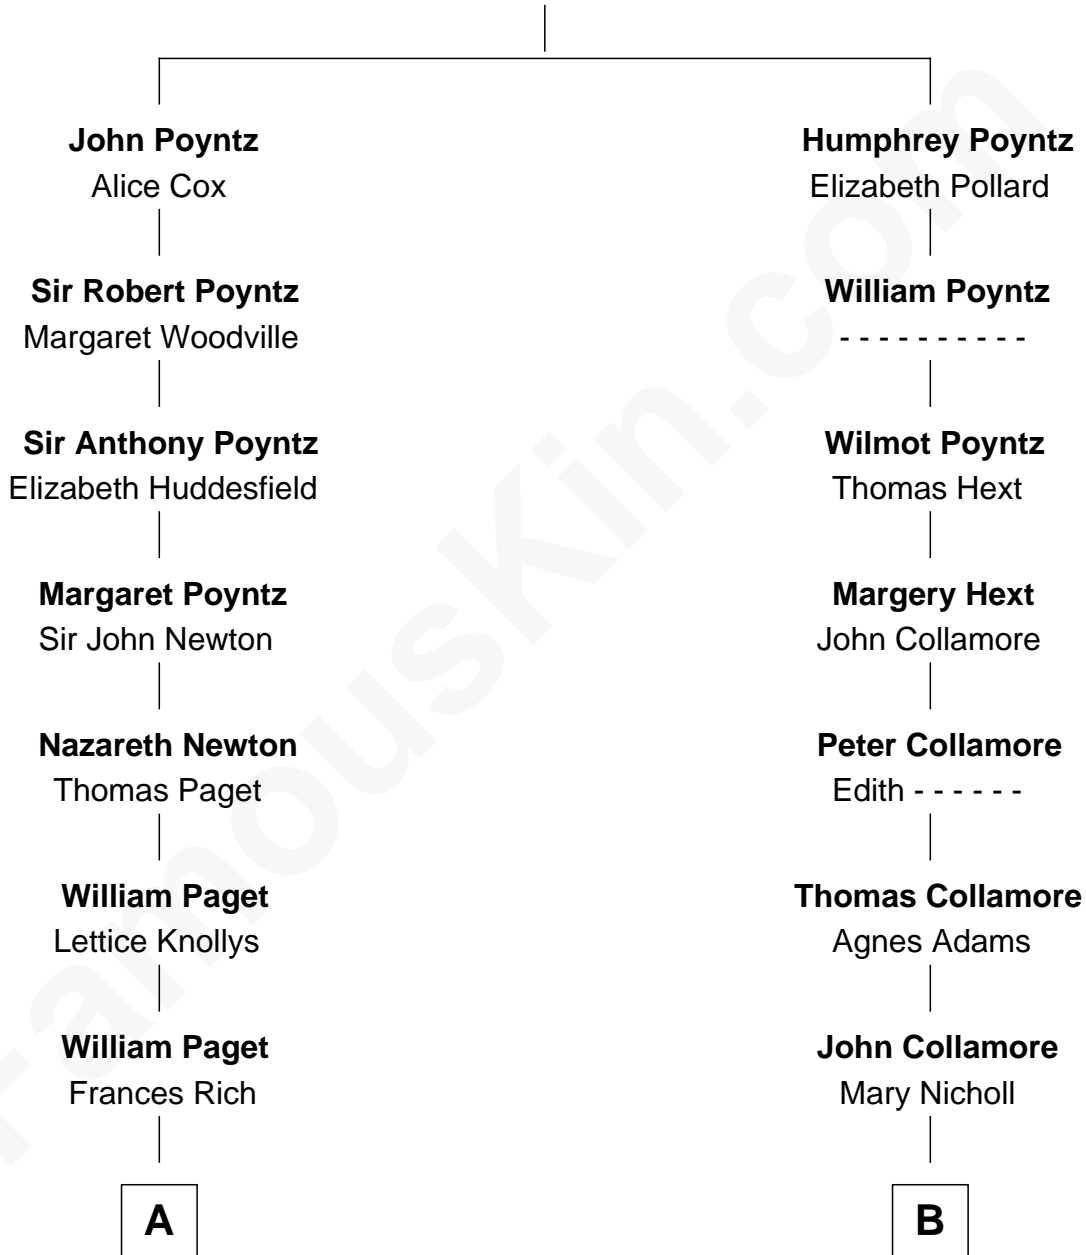 John Poyntz
Alice Cox
Humphrey Poyntz
Elizabeth Pollard
Sir Robert Poyntz
Margaret Woodville
William Poyntz
- - - - - - - - - -
Sir Anthony Poyntz
Elizabeth Huddesfield
Wilmot Poyntz
Thomas Hext
Margaret Poyntz
Sir John Newton
Margery Hext
John Collamore
Nazareth Newton
Thomas Paget
Peter Collamore
Edith - - - - - -
William Paget
Lettice Knollys
Thomas Collamore
Agnes Adams
William Paget
Frances Rich
John Collamore
Mary Nicholl
A
B
FamousKin.com